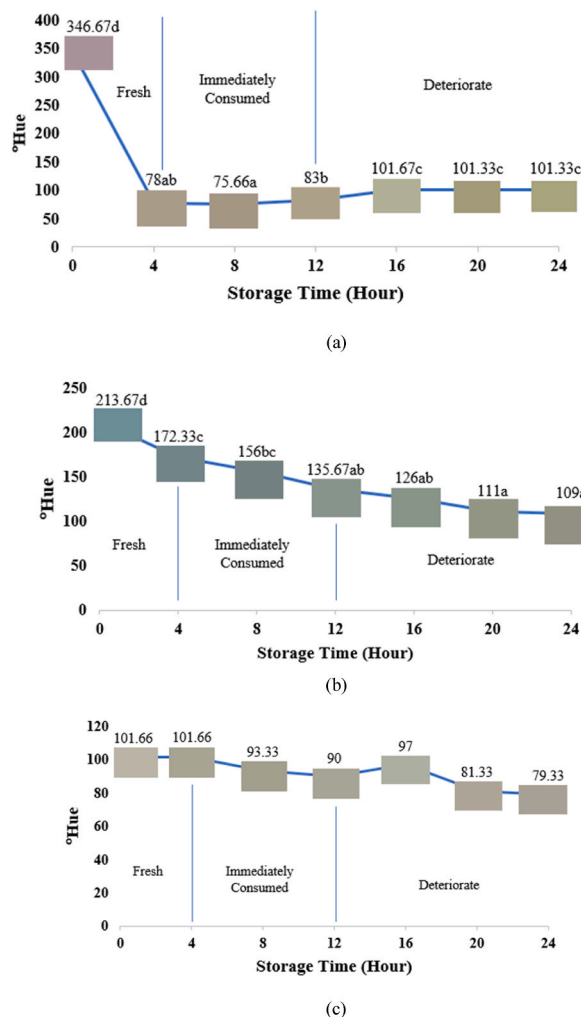 400
350
300
250
200
150
100
50
0
ºHue
346.67d
78ab
75.66a
83b
101.67c
101.33c
101.33c
Fresh
Immediately
Consumed
Deteriorate
0 4 8 12 16 20 24
Storage Time (Hour)
(a)
250
200
150
100
50
0
ºHue
213.67d
172.33c
156bc
135.67ab
126ab
111a
109a
Fresh
Immediately
Consumed
Deteriorate
0 4 8 12 16 20 24
Storage Time (Hour)
(b)
120
100
80
60
40
20
0
ºHue
101.66
101.66
93.33
90
97
81.33
79.33
Fresh
Immediately
Consumed
Deteriorate
0 4 8 12 16 20 24
Storage Time (Hour)
(c)